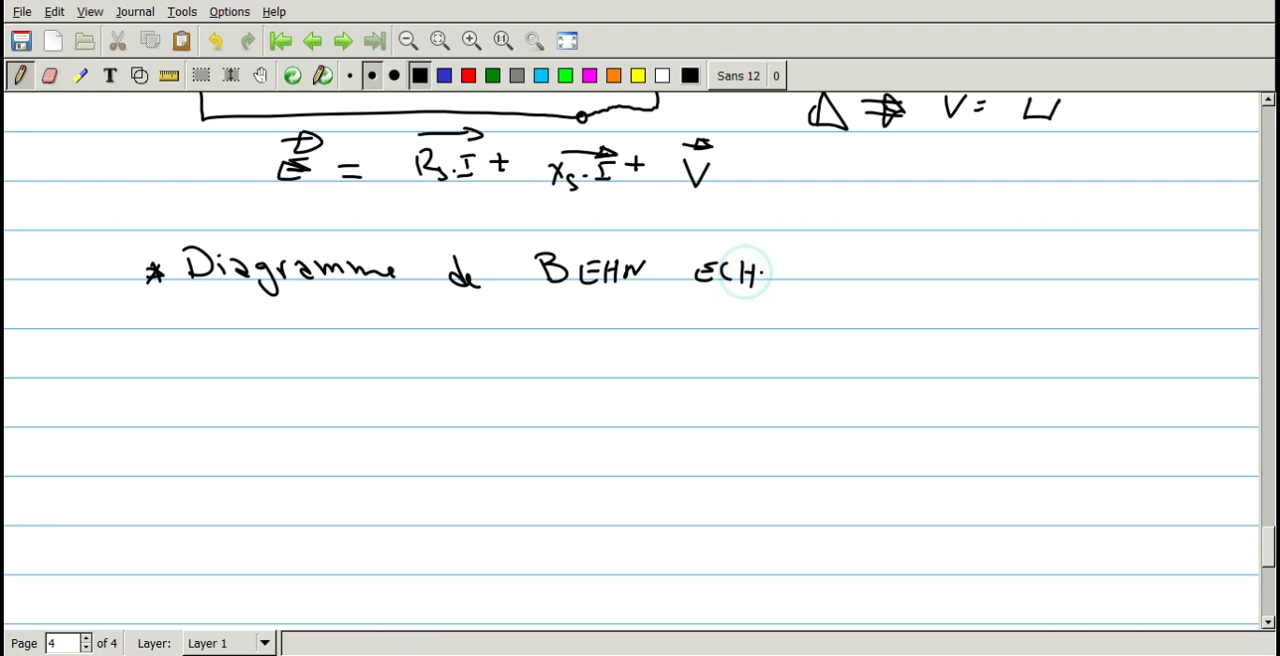 File Edit View Journal Tools Options Help
Sans 12 0
Δ ⇒ V = U
E = Rs.I + Xs.I + V
* Diagramme de BEHN ECH.
Page 4 of 4 Layer: Layer 1